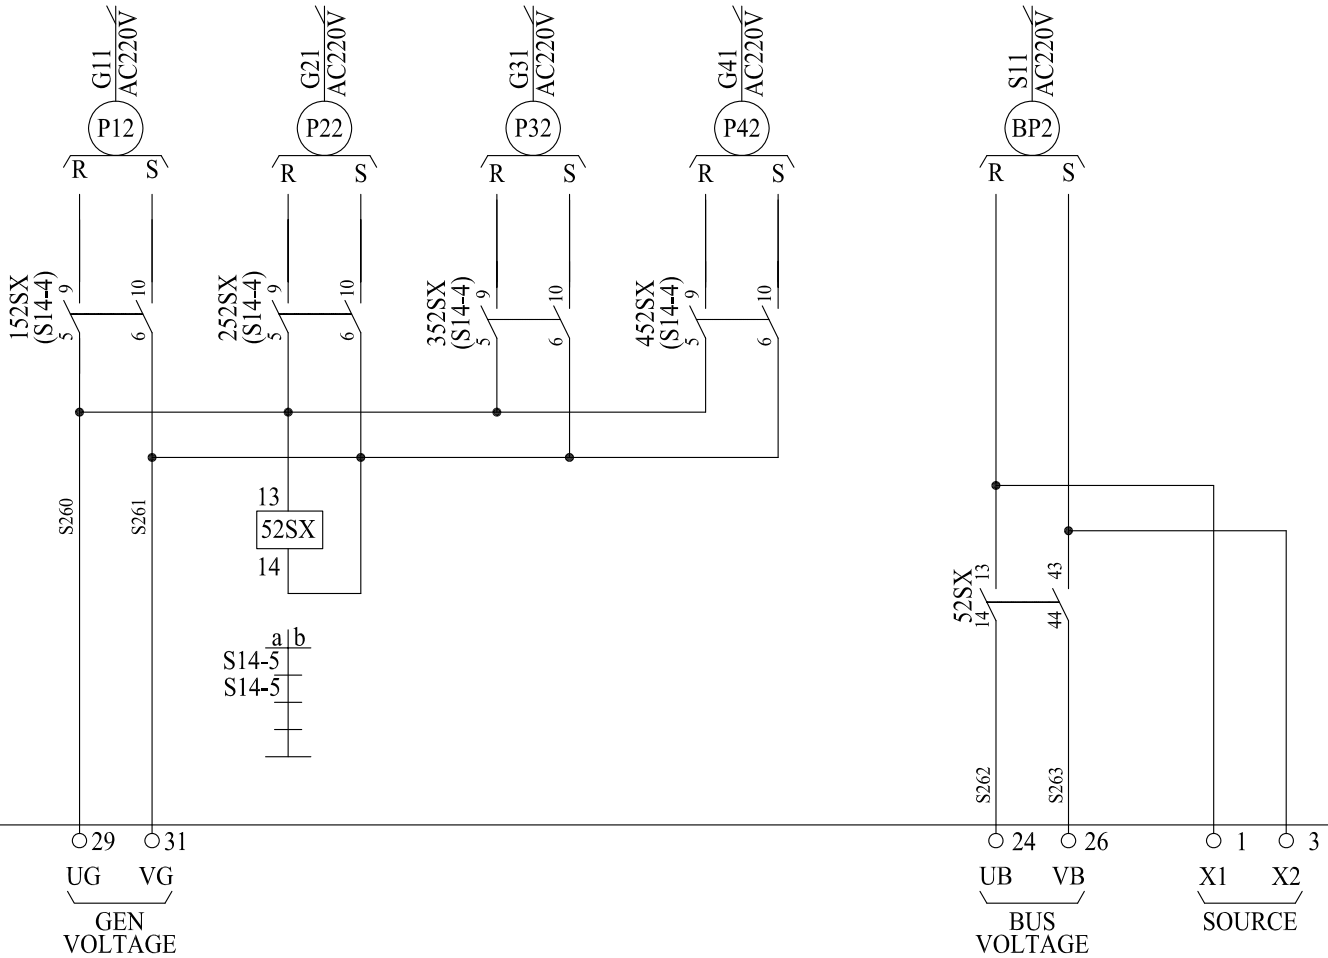 G11
AC220V
G21
AC220V
G31
AC220V
G41
AC220V
S11
AC220V
P12
P22
P32
P42
BP2
R S
R S
R S
R S
R S
152SX
(S14-4)
9 10
5 6
252SX
(S14-4)
9 10
5 6
352SX
(S14-4)
9 10
5 6
452SX
(S14-4)
9 10
5 6
S260
S261
13
52SX
14
52SX
13 43
14 44
a b
S14-5
S14-5
S262
S263
29 31
24 26
1 3
UG VG
UB VB
X1 X2
GEN
VOLTAGE
BUS
VOLTAGE
SOURCE